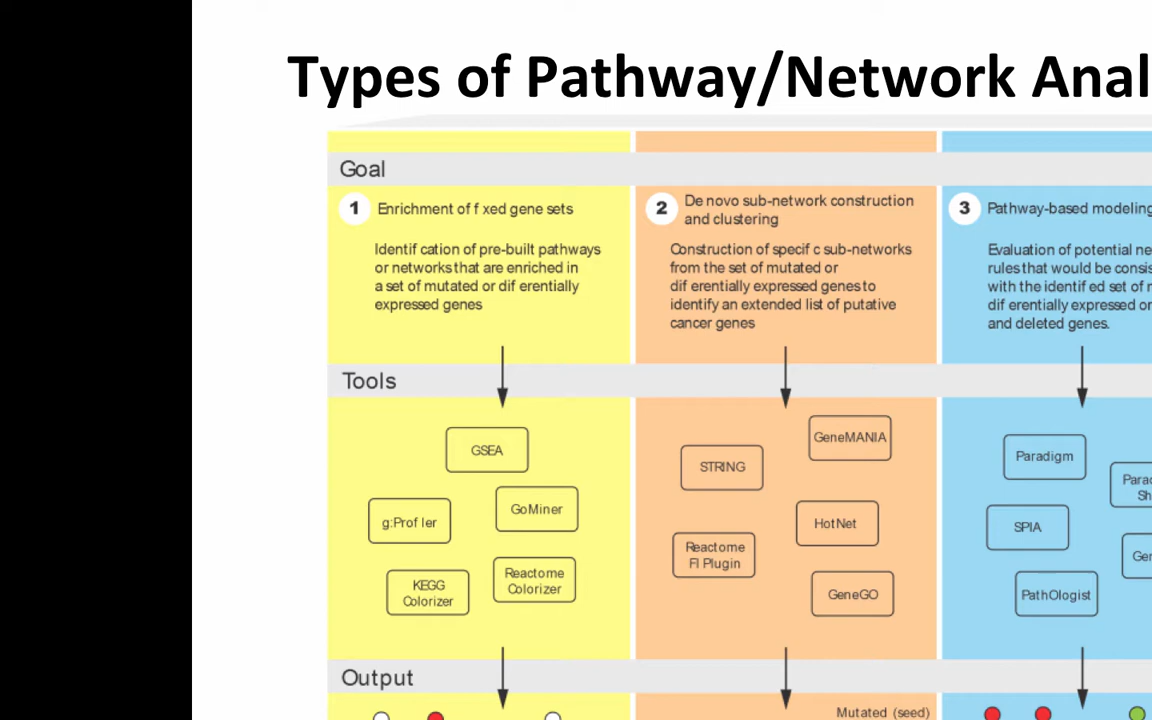 Types of Pathway/Network Anal
Goal
1 Enrichment of f xed gene sets
Identif cation of pre-built pathways
or networks that are enriched in
a set of mutated or dif erentially
expressed genes
2 De novo sub-network construction
and clustering
Construction of specif c sub-networks
from the set of mutated or
dif erentially expressed genes to
identify an extended list of putative
cancer genes
3 Pathway-based modeling
Evaluation of potential ne
rules that would be consis
with the identif ed set of m
dif erentially expressed or
and deleted genes.
Tools
GSEA
g:Prof ler
GoMiner
KEGG
Colorizer
Reactome
Colorizer
STRING
GeneMANIA
HotNet
Reactome
FI Plugin
GeneGO
Paradigm
Parad
Sh
SPIA
Gen
PathOlogist
Output
Mutated (seed)